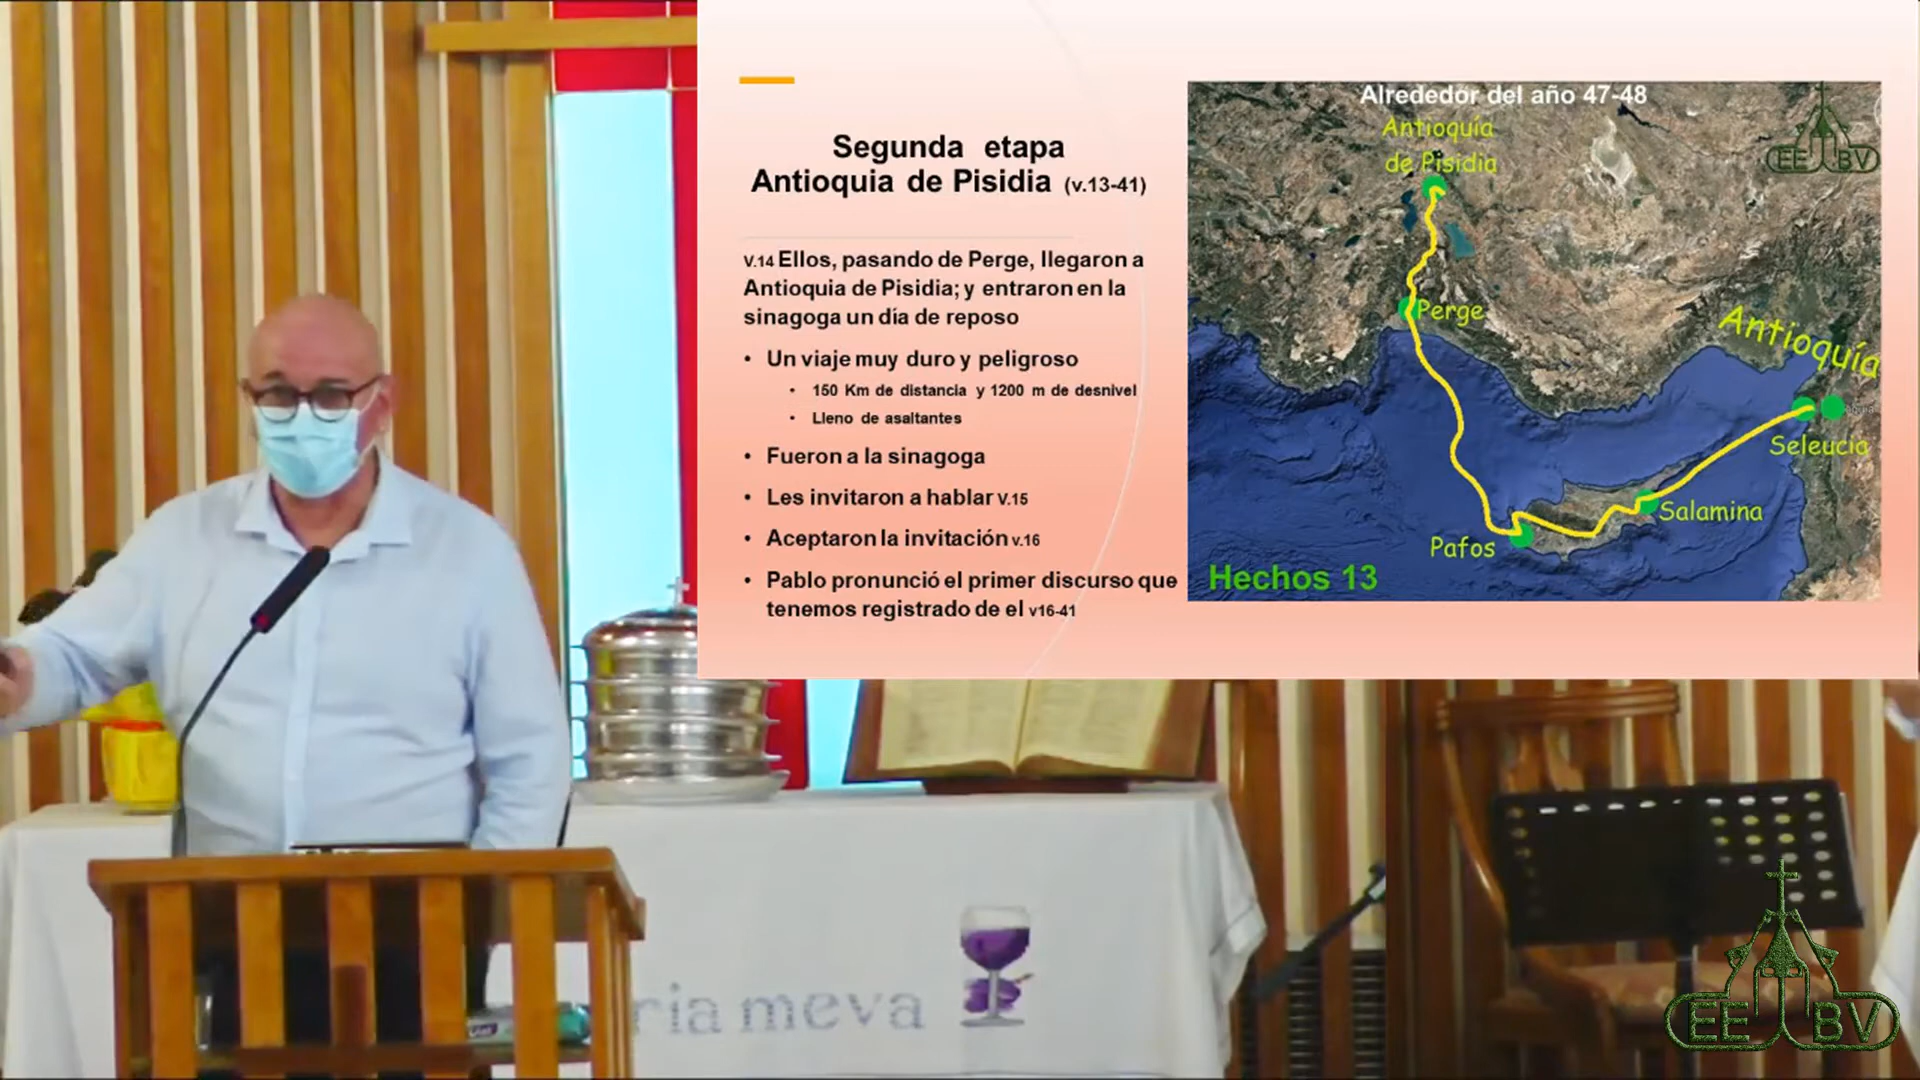 Segunda etapa
Antioquia de Pisidia (v.13-41)
V.14 Ellos, pasando de Perge, llegaron a
Antioquia de Pisidia; y entraron en la
sinagoga un día de reposo
• Un viaje muy duro y peligroso
• 150 Km de distancia y 1200 m de desnivel
• Lleno de asaltantes
• Fueron a la sinagoga
• Les invitaron a hablar V.15
• Aceptaron la invitación v.16
• Pablo pronunció el primer discurso que
tenemos registrado de el v16-41
Alrededor del año 47-48
Antioquía
de Pisidia
EE BV
Perge
Antioquía
Seleucia
Salamina
Pafos
Hechos 13
ria meva
EE BV